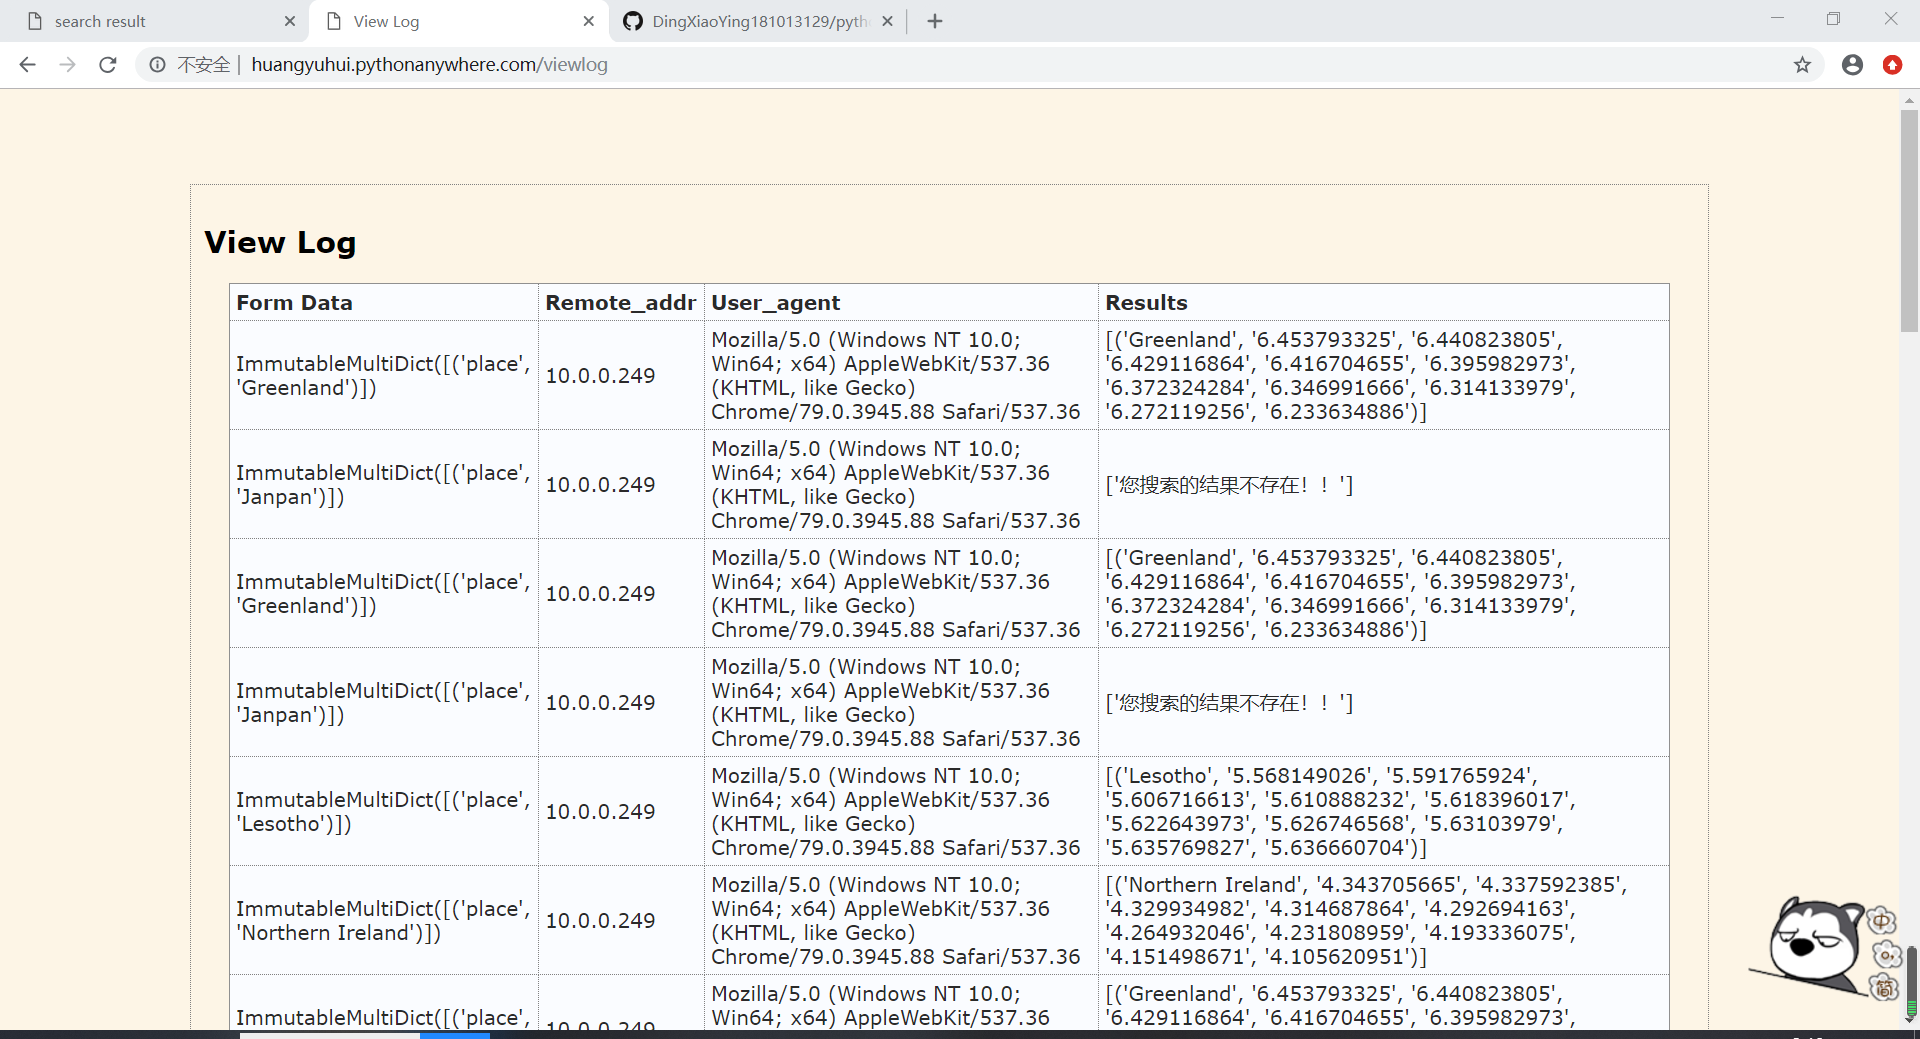 search result
View Log
DingXiaoYing181013129/pyth
不安全 | huangyuhui.pythonanywhere.com/viewlog
View Log
Form Data Remote_addr User_agent Results
ImmutableMultiDict([('place',
'Greenland')])
10.0.0.249
Mozilla/5.0 (Windows NT 10.0;
Win64; x64) AppleWebKit/537.36
(KHTML, like Gecko)
Chrome/79.0.3945.88 Safari/537.36
[('Greenland', '6.453793325', '6.440823805',
'6.429116864', '6.416704655', '6.395982973',
'6.372324284', '6.346991666', '6.314133979',
'6.272119256', '6.233634886')]
ImmutableMultiDict([('place',
'Janpan')])
10.0.0.249
Mozilla/5.0 (Windows NT 10.0;
Win64; x64) AppleWebKit/537.36
(KHTML, like Gecko)
Chrome/79.0.3945.88 Safari/537.36
['您搜索的结果不存在！！']
ImmutableMultiDict([('place',
'Greenland')])
10.0.0.249
Mozilla/5.0 (Windows NT 10.0;
Win64; x64) AppleWebKit/537.36
(KHTML, like Gecko)
Chrome/79.0.3945.88 Safari/537.36
[('Greenland', '6.453793325', '6.440823805',
'6.429116864', '6.416704655', '6.395982973',
'6.372324284', '6.346991666', '6.314133979',
'6.272119256', '6.233634886')]
ImmutableMultiDict([('place',
'Janpan')])
10.0.0.249
Mozilla/5.0 (Windows NT 10.0;
Win64; x64) AppleWebKit/537.36
(KHTML, like Gecko)
Chrome/79.0.3945.88 Safari/537.36
['您搜索的结果不存在！！']
ImmutableMultiDict([('place',
'Lesotho')])
10.0.0.249
Mozilla/5.0 (Windows NT 10.0;
Win64; x64) AppleWebKit/537.36
(KHTML, like Gecko)
Chrome/79.0.3945.88 Safari/537.36
[('Lesotho', '5.568149026', '5.591765924',
'5.606716613', '5.610888232', '5.618396017',
'5.622643973', '5.626746568', '5.63103979',
'5.635769827', '5.636660704')]
ImmutableMultiDict([('place',
'Northern Ireland')])
10.0.0.249
Mozilla/5.0 (Windows NT 10.0;
Win64; x64) AppleWebKit/537.36
(KHTML, like Gecko)
Chrome/79.0.3945.88 Safari/537.36
[('Northern Ireland', '4.343705665', '4.337592385',
'4.329934982', '4.314687864', '4.292694163',
'4.264932046', '4.231808959', '4.193336075',
'4.151498671', '4.105620951')]
ImmutableMultiDict([('place',
10.0.0.249
Mozilla/5.0 (Windows NT 10.0;
Win64; x64) AppleWebKit/537.36
[('Greenland', '6.453793325', '6.440823805',
'6.429116864', '6.416704655', '6.395982973',
中
简